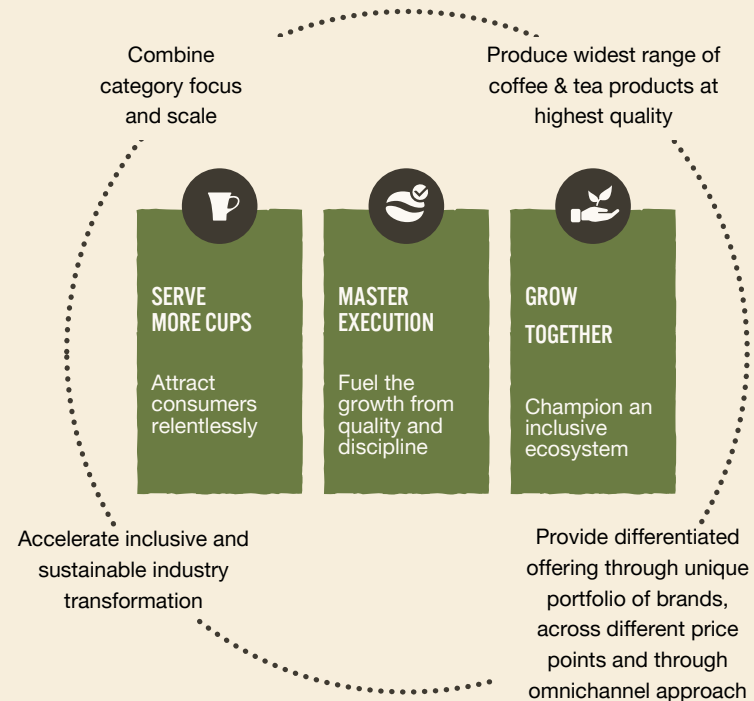 Combine
category focus
and scale
Produce widest range of
coffee & tea products at
highest quality
SERVE
MORE CUPS
Attract
consumers
relentlessly
MASTER
EXECUTION
Fuel the
growth from
quality and
discipline
GROW
TOGETHER
Champion an
inclusive
ecosystem
Accelerate inclusive and
sustainable industry
transformation
Provide differentiated
offering through unique
portfolio of brands,
across different price
points and through
omnichannel approach